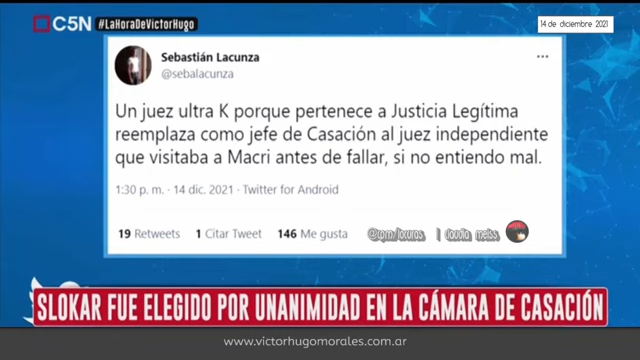 C5N #LaHoraDeVictorHugo
14 de diciembre 2021
Sebastián Lacunza
@sebalacunza
Un juez ultra K porque pertenece a Justicia Legítima
reemplaza como jefe de Casación al juez independiente
que visitaba a Macri antes de fallar, si no entiendo mal.
1:30 p. m. · 14 dic. 2021 · Twitter for Android
19 Retweets 1 Citar Tweet 146 Me gusta
SLOKAR FUE ELEGIDO POR UNANIMIDAD EN LA CÁMARA DE CASACIÓN
www.victorhugomorales.com.ar